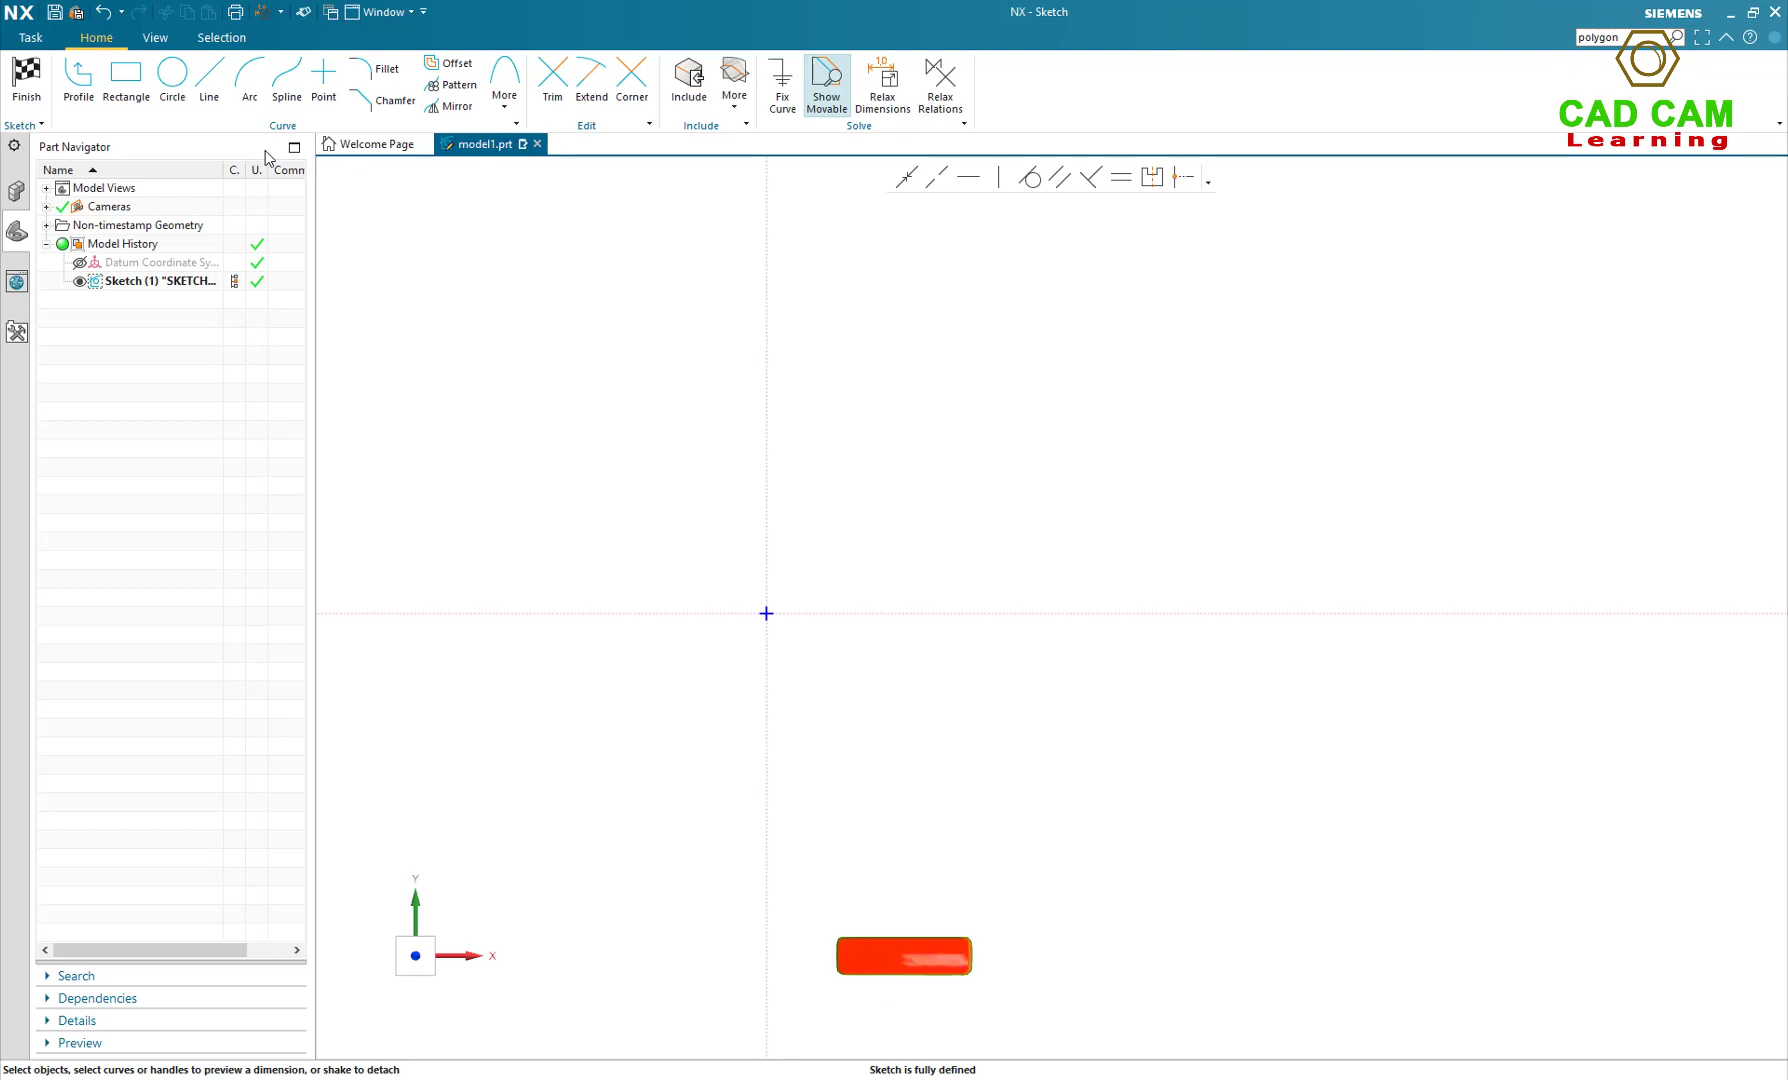 NX Window NX - Sketch SIEMENS
Task Home View Selection polygon
Finish Profile Rectangle Circle Line Arc Spline Point Fillet Chamfer Offset Pattern Mirror More Trim Extend Corner Include More Fix Curve Show Movable Relax Dimensions Relax Relations
Sketch Curve Edit Include Solve
CAD CAM
Learning
Part Navigator Welcome Page model1.prt
Name C. U. Comn
Model Views
Cameras
Non-timestamp Geometry
Model History
Datum Coordinate Sy...
Sketch (1) "SKETCH...
Y
X
Search
Dependencies
Details
Preview
Select objects, select curves or handles to preview a dimension, or shake to detach Sketch is fully defined